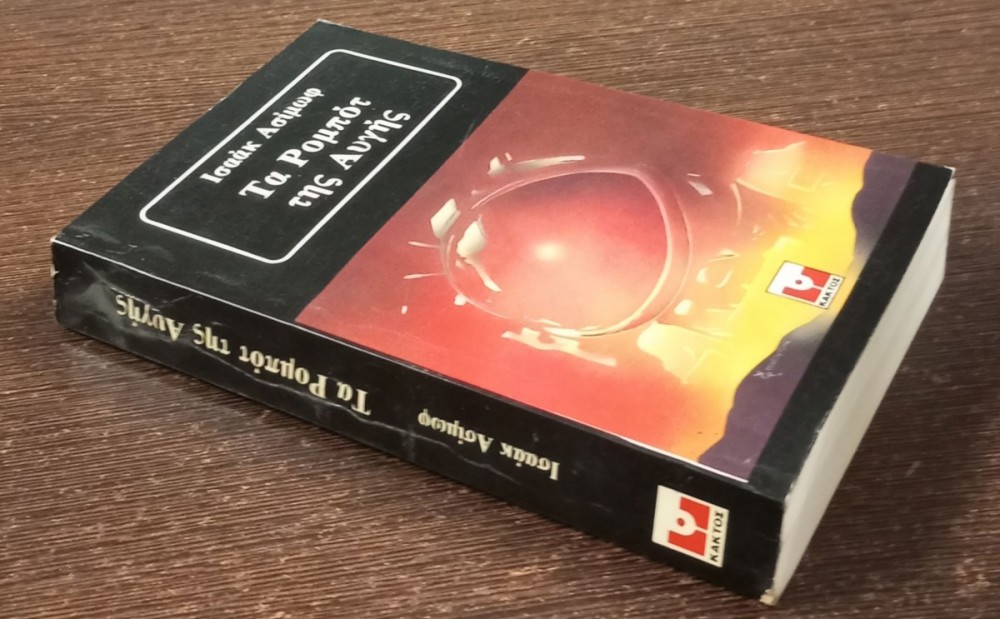 Ισαάκ Ασίμωφ
Τα Ρομπότ
της Αυγής
ΚΑΚΤΟΣ
Ισαάκ Ασίμωφ
Τα Ρομπότ της Αυγής
ΚΑΚΤΟΣ